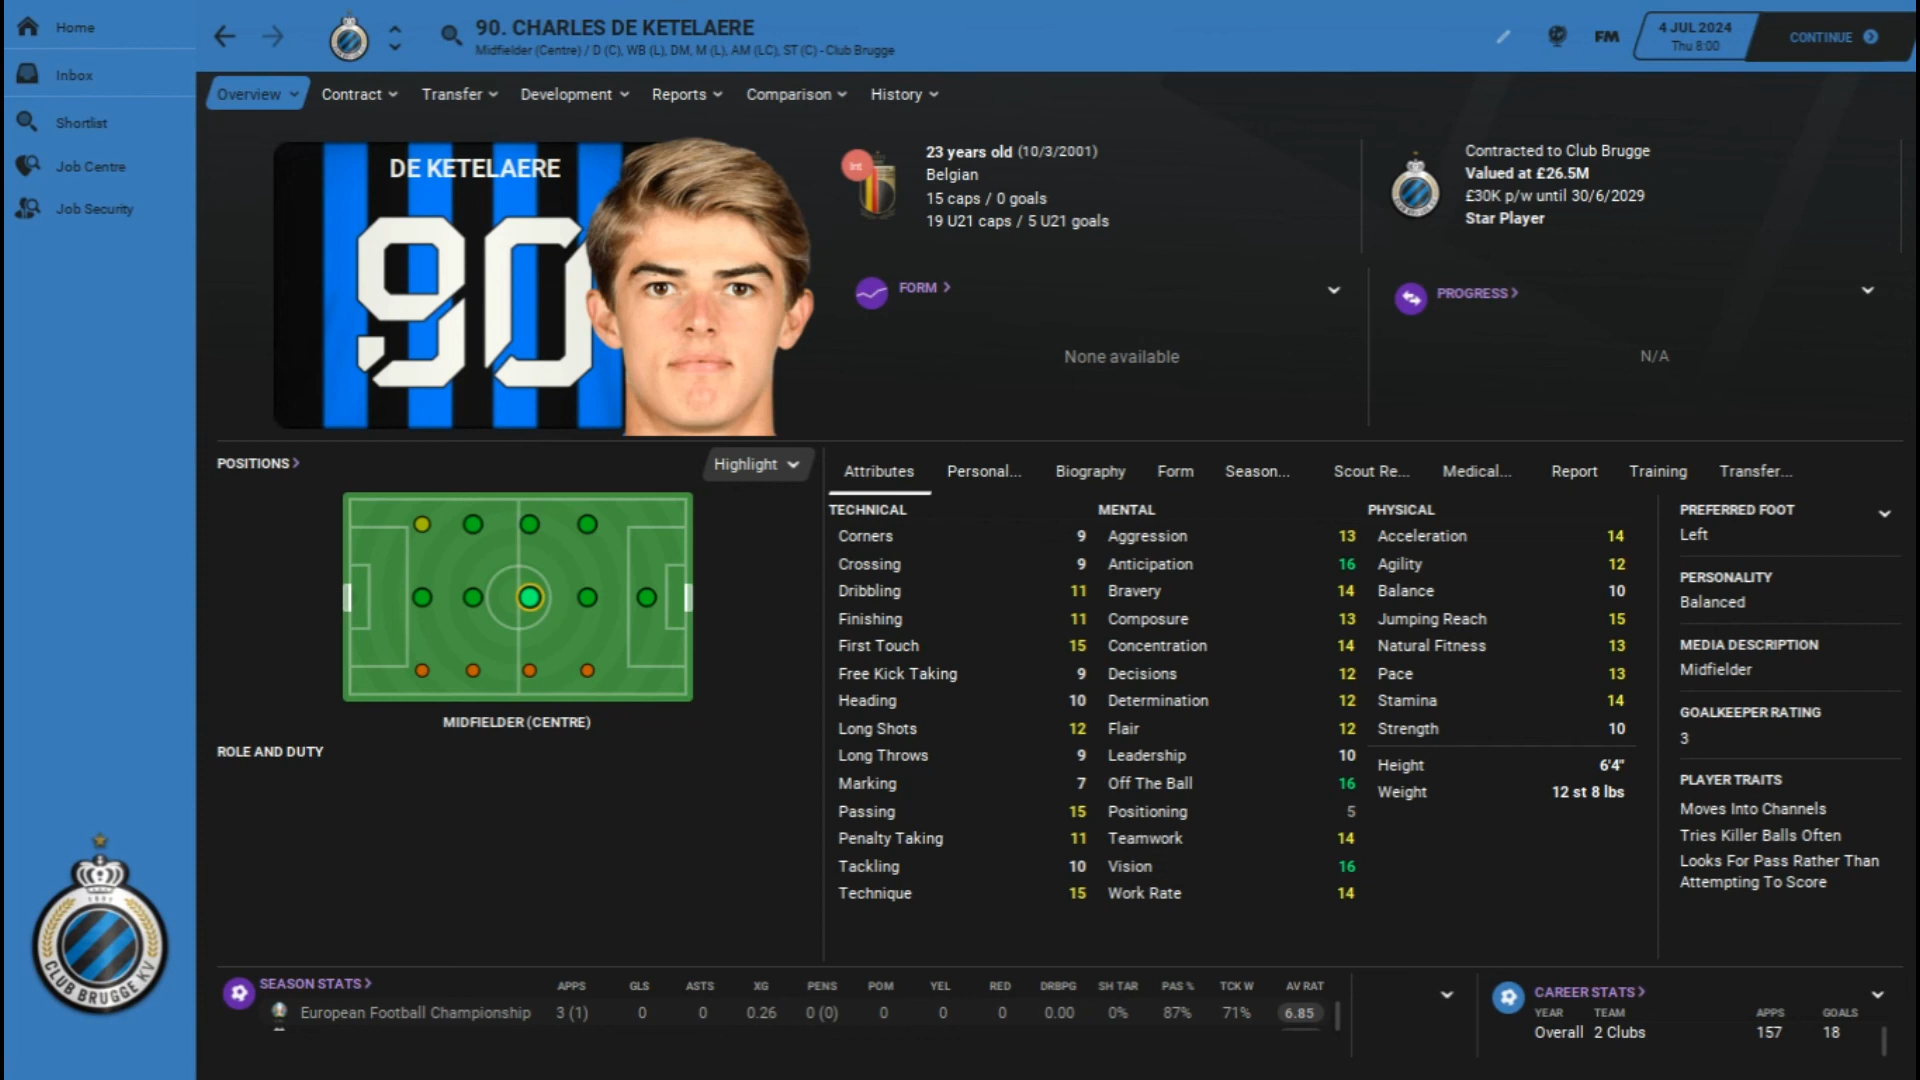 Home
Inbox
Shortlist
Job Centre
Job Security
90. CHARLES DE KETELAERE
Midfielder (Centre) / D (C), WB (L), DM, M (L), AM (LC), ST (C) - Club Brugge
FM
4 JUL 2024
Thu 8:00
CONTINUE
Overview
Contract
Transfer
Development
Reports
Comparison
History
DE KETELAERE
90
Int
23 years old (10/3/2001)
Belgian
15 caps / 0 goals
19 U21 caps / 5 U21 goals
Contracted to Club Brugge
Valued at £26.5M
£30K p/w until 30/6/2029
Star Player
FORM >
None available
PROGRESS >
N/A
POSITIONS >
Highlight
MIDFIELDER (CENTRE)
ROLE AND DUTY
Attributes
Personal...
Biography
Form
Season...
Scout Re...
Medical...
Report
Training
Transfer...
TECHNICAL
Corners 9
Crossing 9
Dribbling 11
Finishing 11
First Touch 15
Free Kick Taking 9
Heading 10
Long Shots 12
Long Throws 9
Marking 7
Passing 15
Penalty Taking 11
Tackling 10
Technique 15
MENTAL
Aggression 13
Anticipation 16
Bravery 14
Composure 13
Concentration 14
Decisions 12
Determination 12
Flair 12
Leadership 10
Off The Ball 16
Positioning 5
Teamwork 14
Vision 16
Work Rate 14
PHYSICAL
Acceleration 14
Agility 12
Balance 10
Jumping Reach 15
Natural Fitness 13
Pace 13
Stamina 14
Strength 10
Height 6'4"
Weight 12 st 8 lbs
PREFERRED FOOT
Left
PERSONALITY
Balanced
MEDIA DESCRIPTION
Midfielder
GOALKEEPER RATING
3
PLAYER TRAITS
Moves Into Channels
Tries Killer Balls Often
Looks For Pass Rather Than
Attempting To Score
CLUB BRUGGE KV
1891
SEASON STATS > APPS GLS ASTS XG PENS POM YEL RED DRBPG SH TAR PAS % TCK W AV RAT
European Football Championship 3 (1) 0 0 0.26 0 (0) 0 0 0 0.00 0% 87% 71% 6.85
CAREER STATS >
YEAR TEAM APPS GOALS
Overall 2 Clubs 157 18